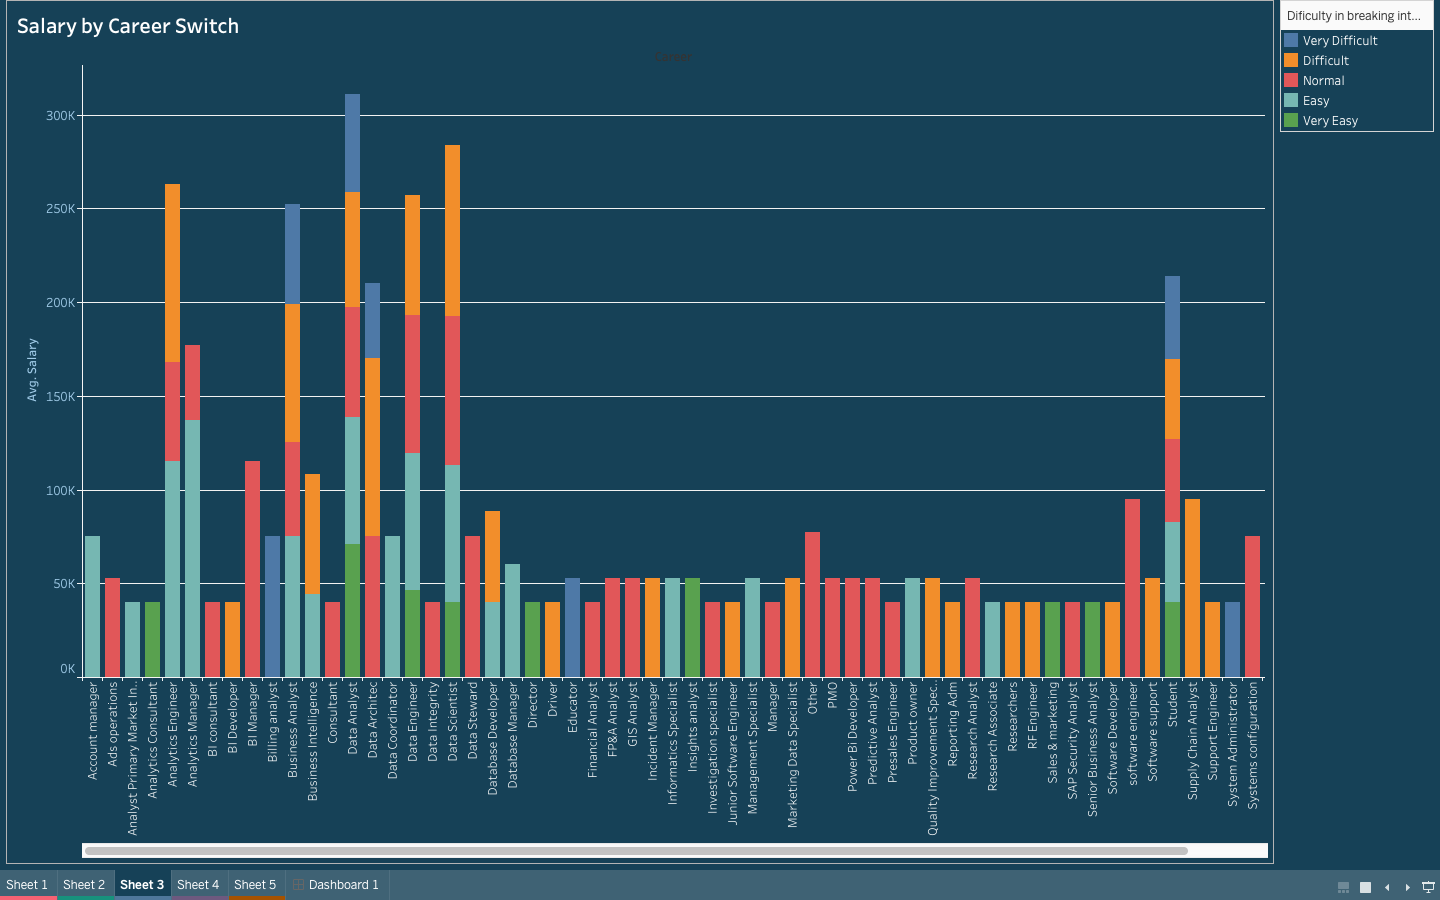 Salary by Career Switch
Career
Dificulty in breaking int...
Very Difficult
Difficult
Normal
Easy
Very Easy
Avg. Salary
300K
250K
200K
150K
100K
50K
0K
Account manager
Ads operations
Analyst Primary Market In..
Analytics Consultant
Analytics Engineer
Analytics Manager
BI consultant
BI Developer
BI Manager
Billing analyst
Business Analyst
Business Intelligence
Consultant
Data Analyst
Data Architec
Data Coordinator
Data Engineer
Data Integrity
Data Scientist
Data Steward
Database Developer
Database Manager
Director
Driver
Educator
Financial Analyst
FP&A Analyst
GIS Analyst
Incident Manager
Informatics Specialist
Insights analyst
Investigation specialist
Junior Software Engineer
Management Specialist
Manager
Marketing Data Specialist
Other
PMO
Power Bi Developer
Predictive Analyst
Presales Engineer
Product owner
Quality Improvement Spec..
Reporting Adm
Research Analyst
Research Associate
Researchers
RF Engineer
Sales & marketing
SAP Security Analyst
Senior Business Analyst
Software Developer
software engineer
Software support
Student
Supply Chain Analyst
Support Engineer
System Administrator
Systems configuration
Sheet 1
Sheet 2
Sheet 3
Sheet 4
Sheet 5
Dashboard 1